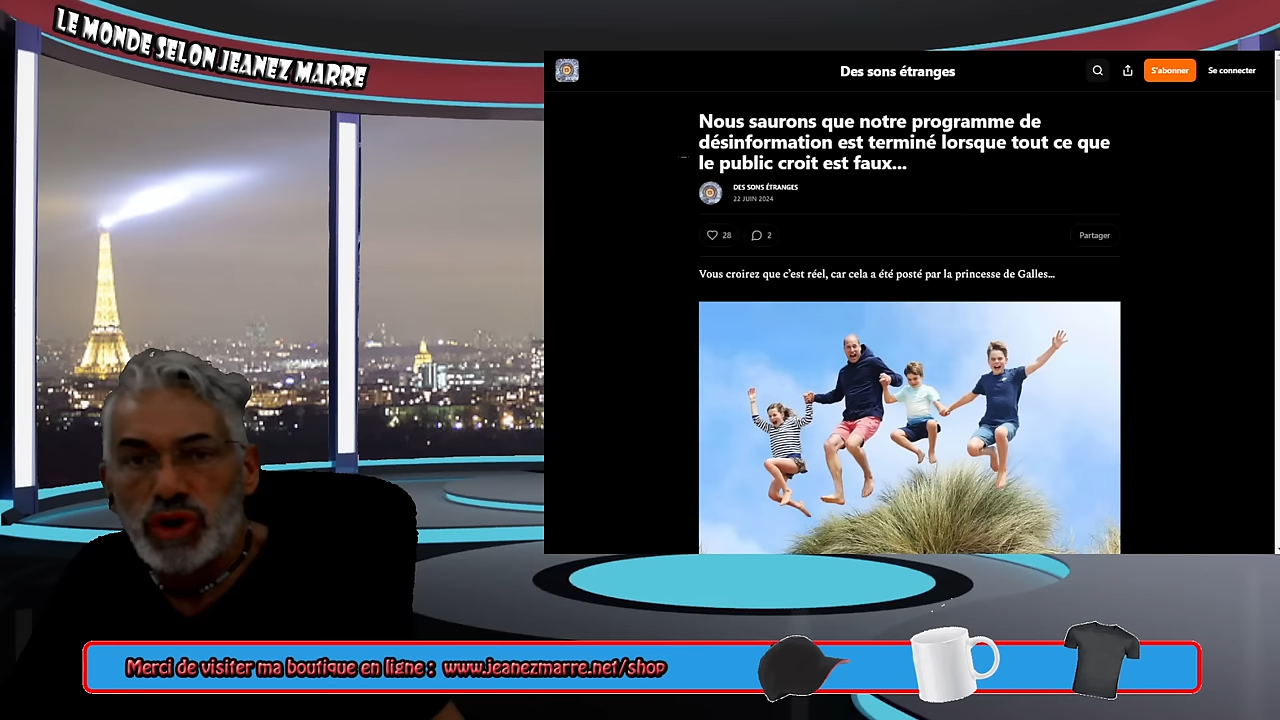 LE MONDE SELON JEANEZ MARRE
Des sons étranges
S'abonner
Se connecter
Nous saurons que notre programme de
désinformation est terminé lorsque tout ce que
le public croit est faux...
DES SONS ÉTRANGES
22 JUIN 2024
28
2
Partager
Vous croirez que c'est réel, car cela a été posté par la princesse de Galles...
Merci de visiter ma boutique en ligne : www.jeanezmarre.net/shop